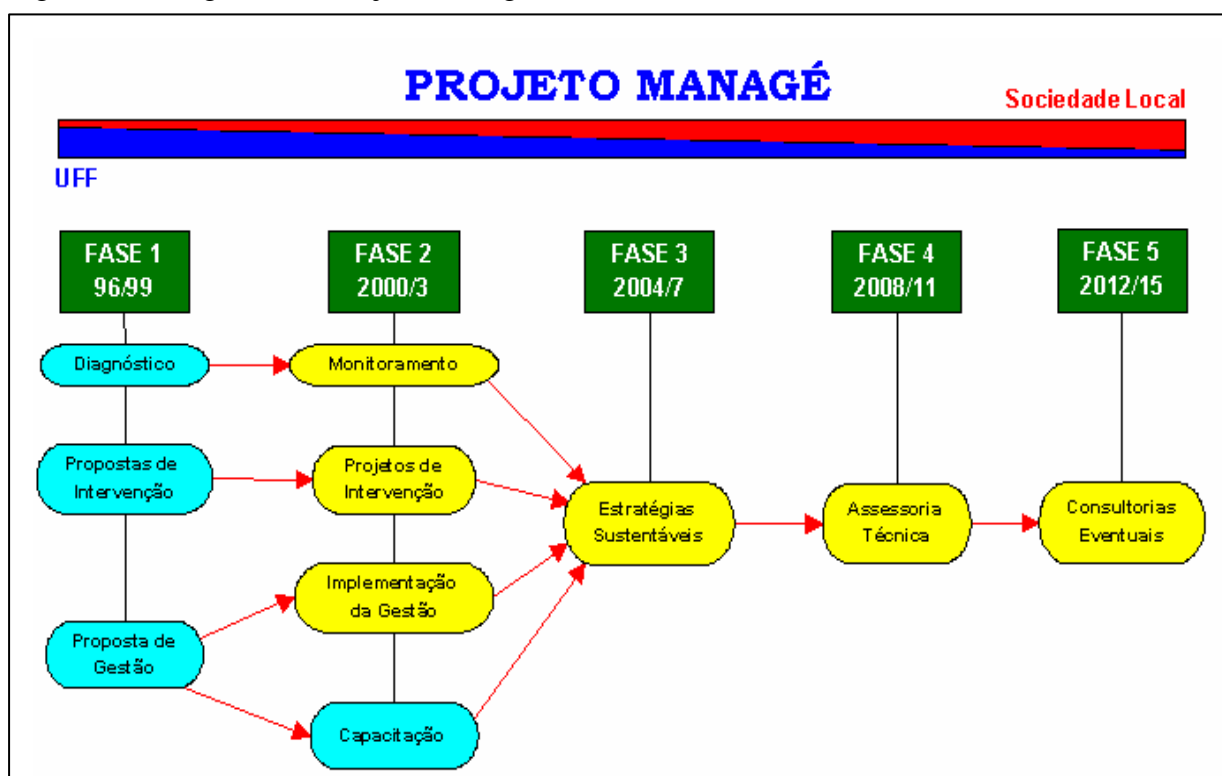 PROJETO MANAGÉ
Sociedade Local
UFF
FASE 1
96/99
FASE 2
2000/3
FASE 3
2004/7
FASE 4
2008/11
FASE 5
2012/15
Diagnóstico
Monitoramento
Propostas de
Intervenção
Projetos de
Intervenção
Estratégias
Sustentáveis
Assessoria
Técnica
Consultorias
Eventuais
Implementação
da Gestão
Proposta de
Gestão
Capacitação